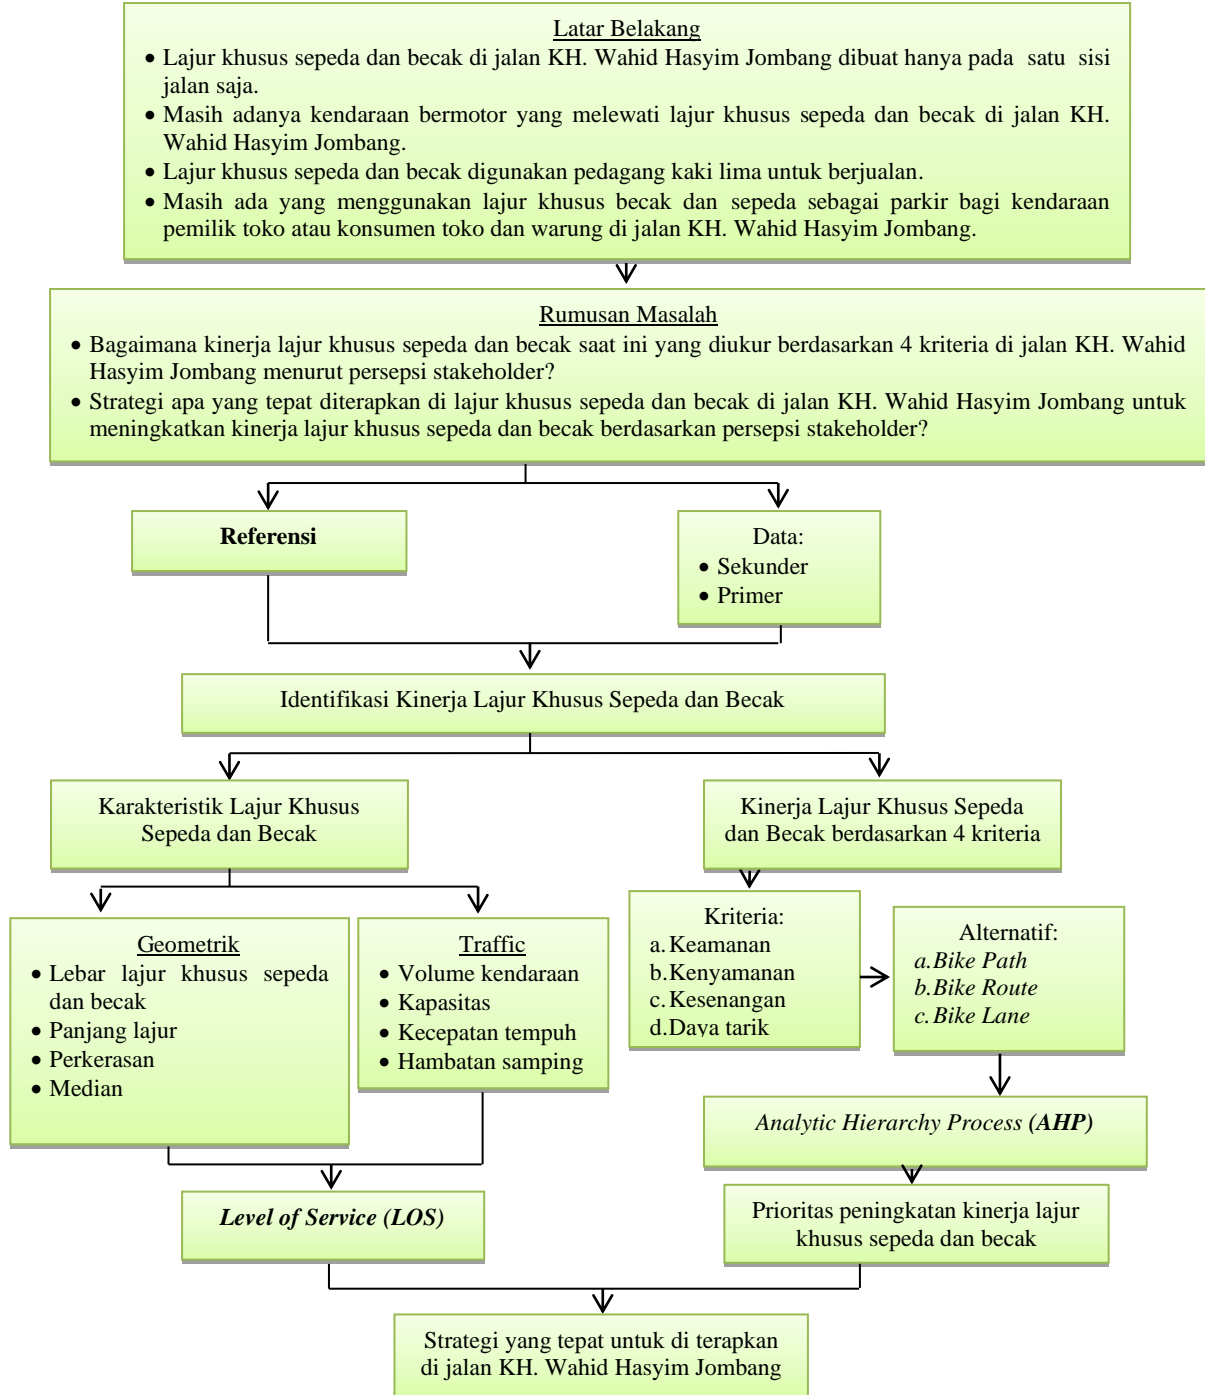 Latar Belakang
• Lajur khusus sepeda dan becak di jalan KH. Wahid Hasyim Jombang dibuat hanya pada satu sisi
jalan saja.
• Masih adanya kendaraan bermotor yang melewati lajur khusus sepeda dan becak di jalan KH.
Wahid Hasyim Jombang.
• Lajur khusus sepeda dan becak digunakan pedagang kaki lima untuk berjualan.
• Masih ada yang menggunakan lajur khusus becak dan sepeda sebagai parkir bagi kendaraan
pemilik toko atau konsumen toko dan warung di jalan KH. Wahid Hasyim Jombang.
Rumusan Masalah
• Bagaimana kinerja lajur khusus sepeda dan becak saat ini yang diukur berdasarkan 4 kriteria di jalan KH. Wahid
Hasyim Jombang menurut persepsi stakeholder?
• Strategi apa yang tepat diterapkan di lajur khusus sepeda dan becak di jalan KH. Wahid Hasyim Jombang untuk
meningkatkan kinerja lajur khusus sepeda dan becak berdasarkan persepsi stakeholder?
Referensi
Data:
• Sekunder
• Primer
Identifikasi Kinerja Lajur Khusus Sepeda dan Becak
Karakteristik Lajur Khusus
Sepeda dan Becak
Kinerja Lajur Khusus Sepeda
dan Becak berdasarkan 4 kriteria
Geometrik
• Lebar lajur khusus sepeda
dan becak
• Panjang lajur
• Perkerasan
• Median
Traffic
• Volume kendaraan
• Kapasitas
• Kecepatan tempuh
• Hambatan samping
Kriteria:
a. Keamanan
b. Kenyamanan
c. Kesenangan
d. Daya tarik
Alternatif:
a. Bike Path
b. Bike Route
c. Bike Lane
Analytic Hierarchy Process (AHP)
Level of Service (LOS)
Prioritas peningkatan kinerja lajur
khusus sepeda dan becak
Strategi yang tepat untuk di terapkan
di jalan KH. Wahid Hasyim Jombang